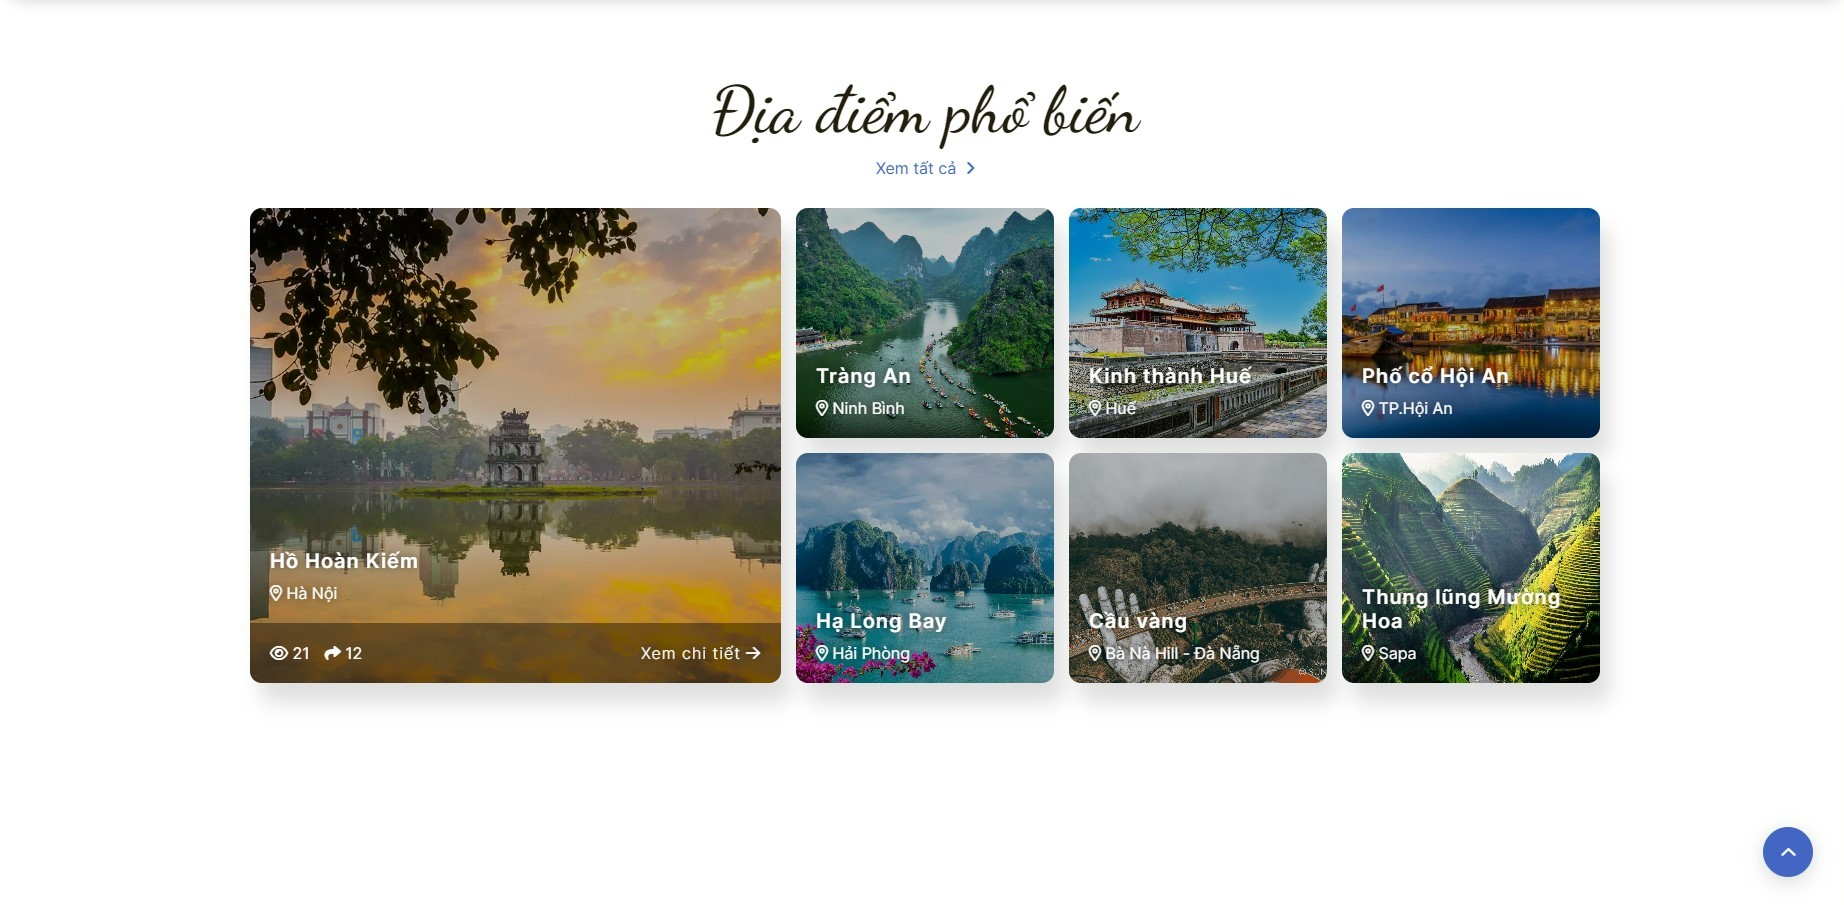 Địa điểm phổ biến
Xem tất cả
Hồ Hoàn Kiếm
Hà Nội
21 12 Xem chi tiết
Tràng An
Ninh Bình
Kinh thành Huế
Huế
Phố cổ Hội An
TP.Hội An
Hạ Long Bay
Hải Phòng
Cầu vàng
Bà Nà Hill - Đà Nẵng
Thung lũng Mường
Hoa
Sapa